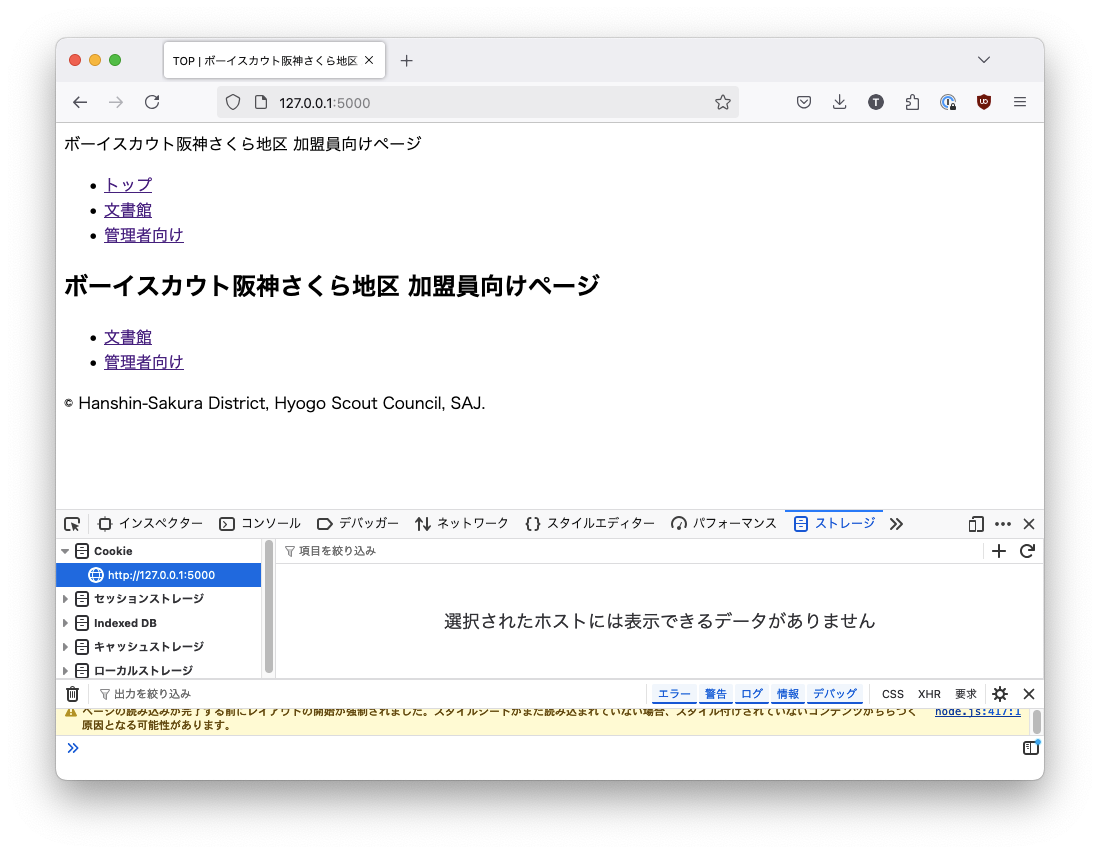 TOP | ボーイスカウト阪神さくら地区
127.0.0.1:5000
T
ボーイスカウト阪神さくら地区 加盟員向けページ
トップ
文書館
管理者向け
ボーイスカウト阪神さくら地区 加盟員向けページ
文書館
管理者向け
© Hanshin-Sakura District, Hyogo Scout Council, SAJ.
インスペクター コンソール デバッガー ネットワーク スタイルエディター パフォーマンス ストレージ
Cookie
項目を絞り込み
http://127.0.0.1:5000
セッションストレージ
選択されたホストには表示できるデータがありません
Indexed DB
キャッシュストレージ
ローカルストレージ
出力を絞り込み エラー 警告 ログ 情報 デバッグ CSS XHR 要求
ページの読み込みが完了する前にレイアウトの開始が強制されました。スタイルシートがまだ読み込まれていない場合、スタイル付けされていないコンテンツがちらつく node.js:417:1
原因となる可能性があります。